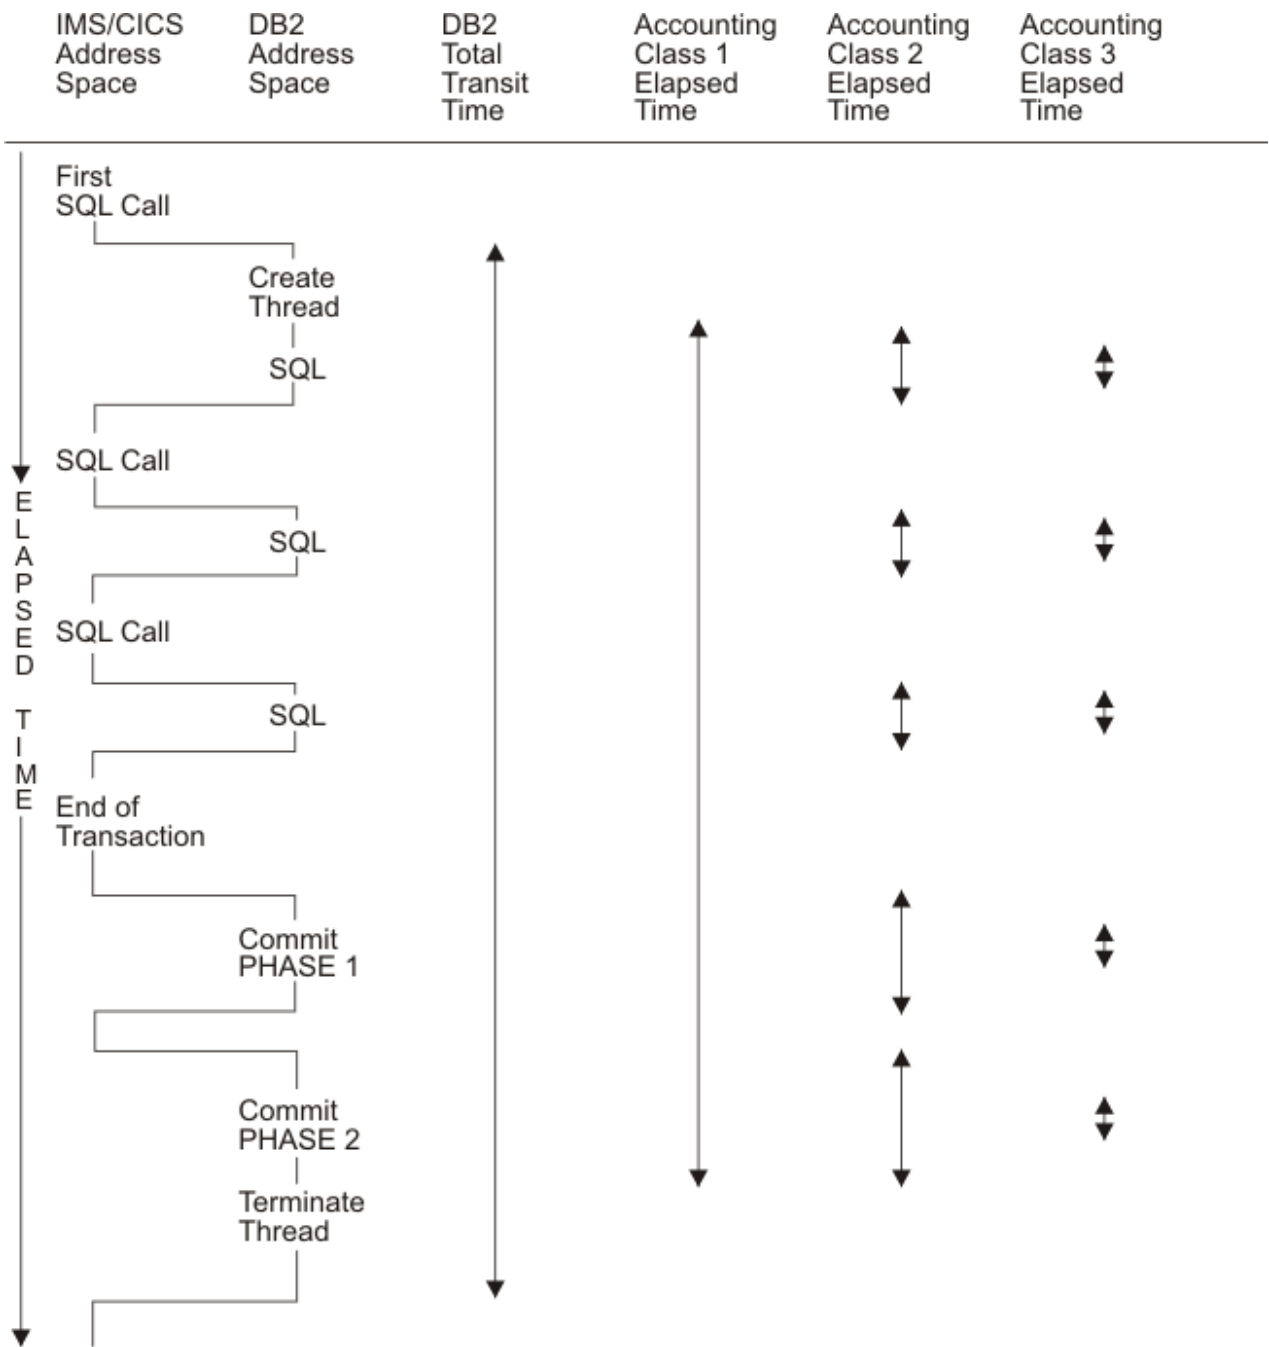 IMS/CICS
Address
Space
DB2
Address
Space
DB2
Total
Transit
Time
Accounting
Class 1
Elapsed
Time
Accounting
Class 2
Elapsed
Time
Accounting
Class 3
Elapsed
Time
First
SQL Call
Create
Thread
SQL
SQL Call
SQL
SQL Call
SQL
End of
Transaction
Commit
PHASE 1
Commit
PHASE 2
Terminate
Thread
ELAPSED TIME